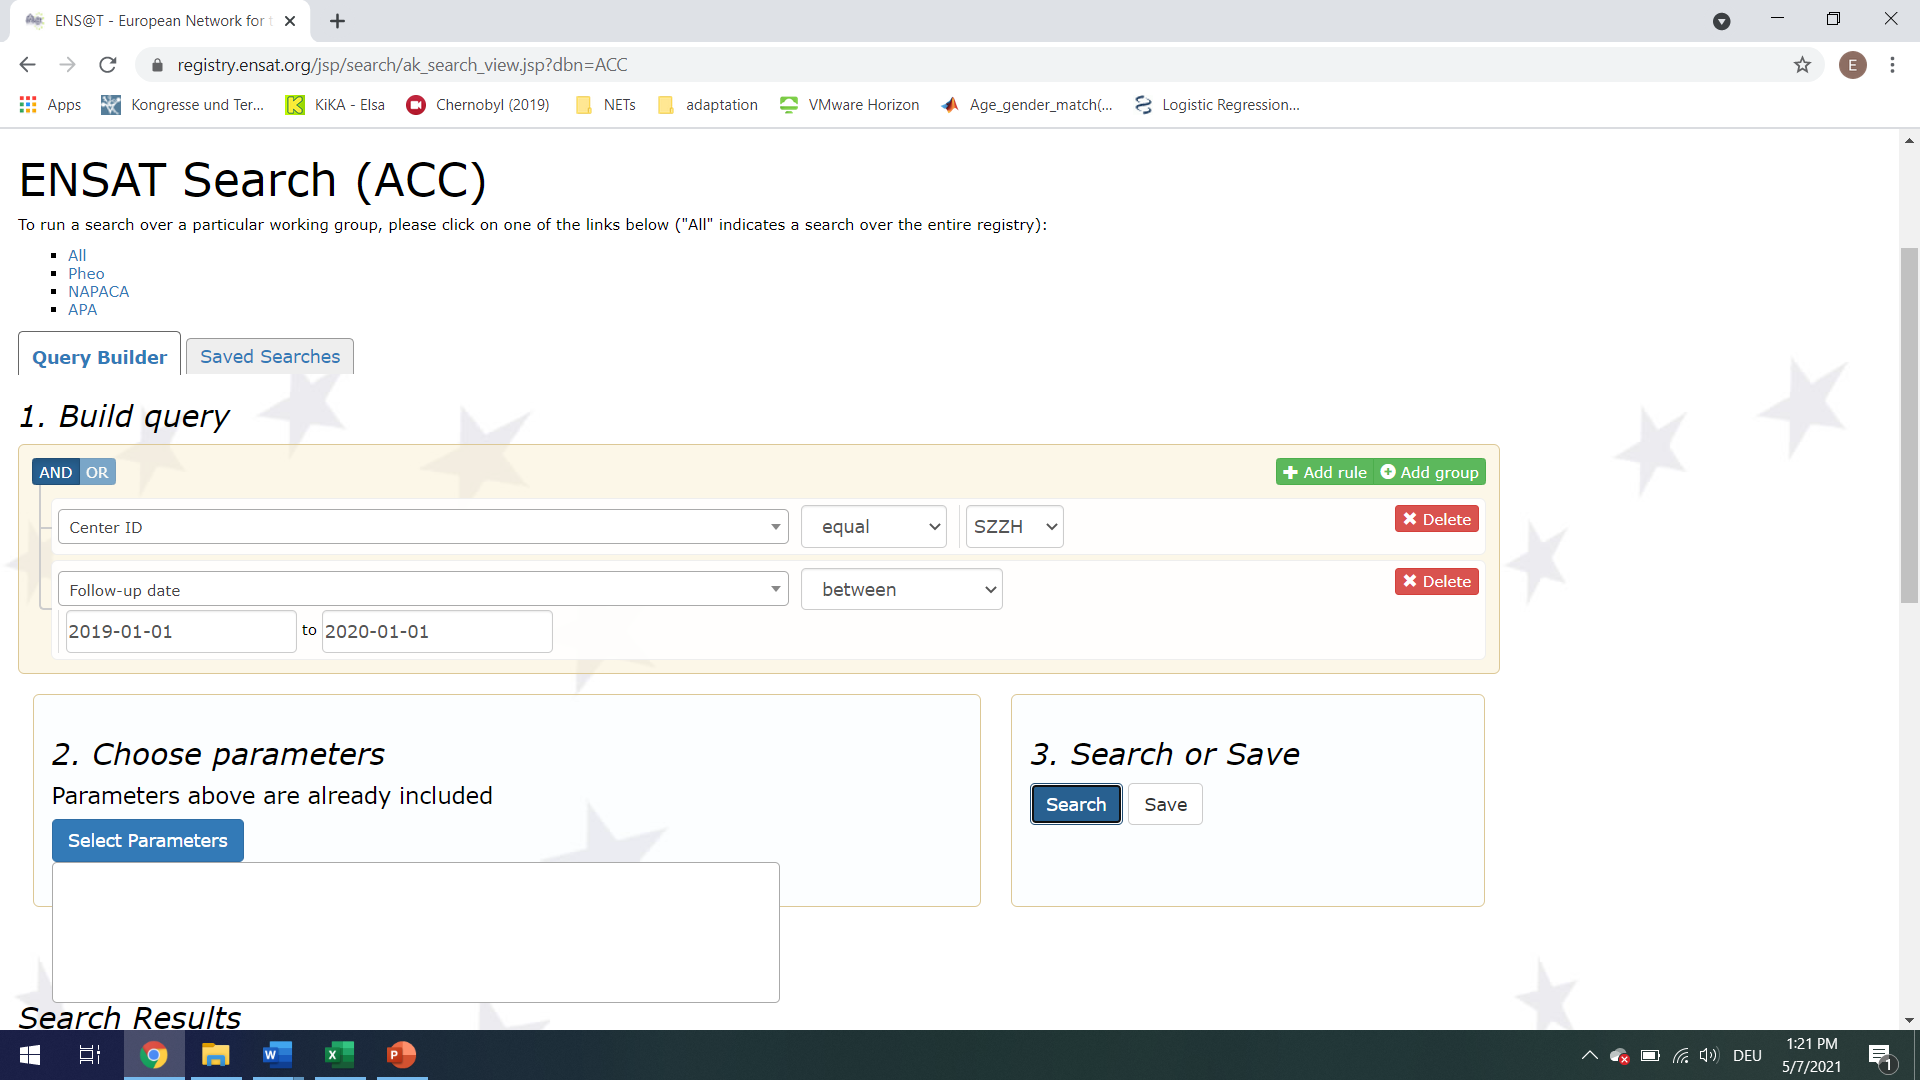 ENS@T - European Network for t
registry.ensat.org/jsp/search/ak_search_view.jsp?dbn=ACC
E
Apps
Kongresse und Ter...
KiKA - Elsa
Chernobyl (2019)
NETs
adaptation
VMware Horizon
Age_gender_match(...
Logistic Regression...
ENSAT Search (ACC)
To run a search over a particular working group, please click on one of the links below ("All" indicates a search over the entire registry):
All
Pheo
NAPACA
APA
Query Builder
Saved Searches
1. Build query
AND OR
Add rule
Add group
Center ID
equal
SZZH
Delete
Follow-up date
between
Delete
2019-01-01 to 2020-01-01
2. Choose parameters
Parameters above are already included
Select Parameters
3. Search or Save
Search
Save
Search Results
DEU
1:21 PM
5/7/2021
1